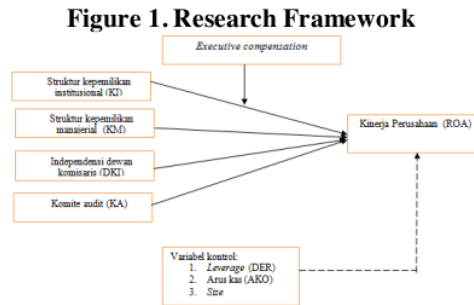 Figure 1. Research Framework
Executive compensation
Struktur kepemilikan
institusional (KI)
Struktur kepemilikan
manajerial (KM)
Kinerja Perusahaan (ROA)
Independensi dewan
komisaris (DKI)
Komite audit (KA)
Variabel kontrol:
1. Leverage (DER)
2. Arus kas (AKO)
3. Size